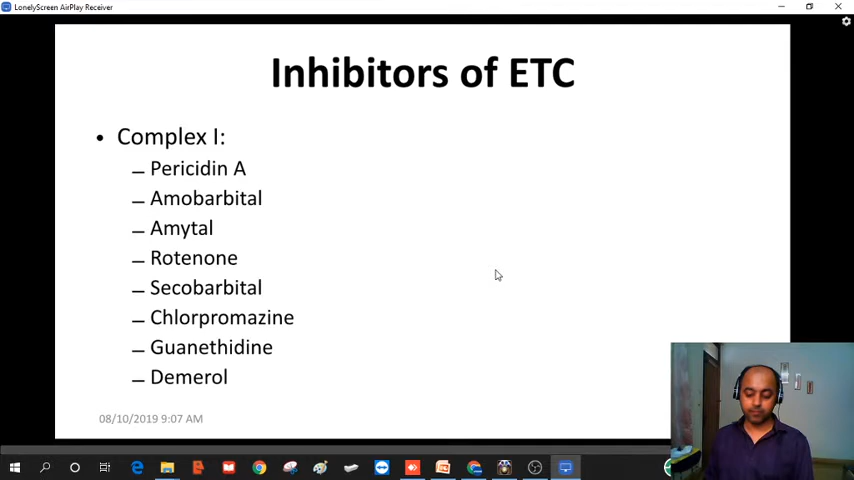 LonelyScreen AirPlay Receiver
Inhibitors of ETC
• Complex I:
– Pericidin A
– Amobarbital
– Amytal
– Rotenone
– Secobarbital
– Chlorpromazine
– Guanethidine
– Demerol
08/10/2019 9:07 AM